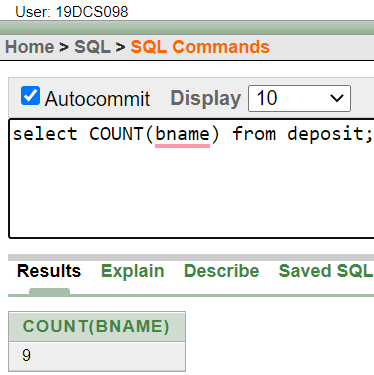 User: 19DCS098
Home > SQL > SQL Commands
Autocommit Display 10
select COUNT(bname) from deposit;
Results Explain Describe Saved SQL
COUNT(BNAME)
9